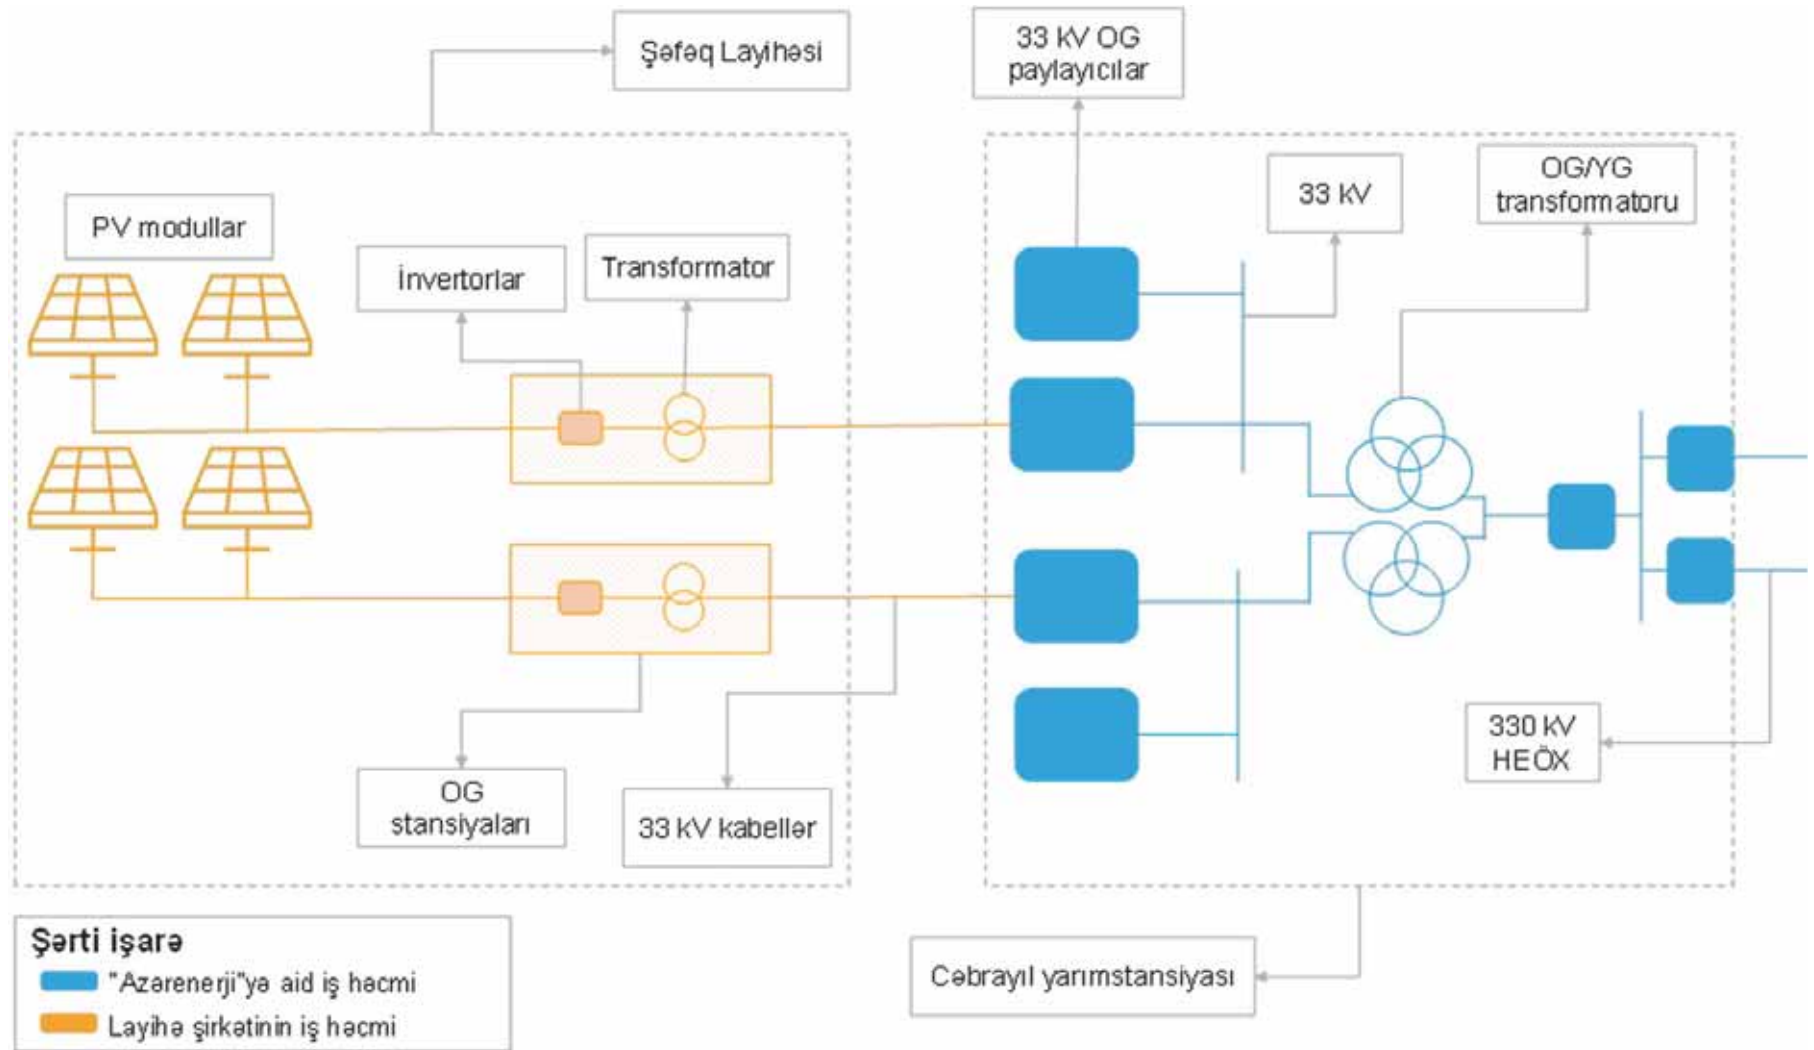 Şəfəq Layihəsi
33 kV OG
paylayıcılar
33 kV
OG/YG
transformatoru
PV modullar
İnvertorlar
Transformator
330 kV
HEÖX
OG
stansiyaları
33 kV kabellər
Cəbrayıl yarımstansiyası
Şərti işarə
"Azərenerji"yə aid iş həcmi
Layihə şirkətinin iş həcmi